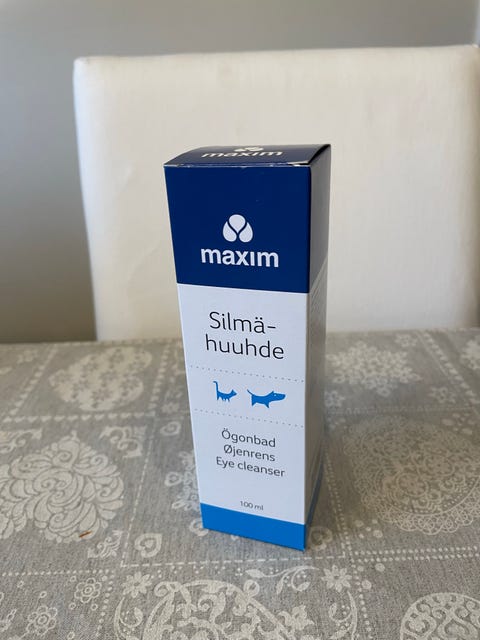 maxim
maxim
Silmä-
huuhde
Ögonbad
Øjenrens
Eye cleanser
100 ml